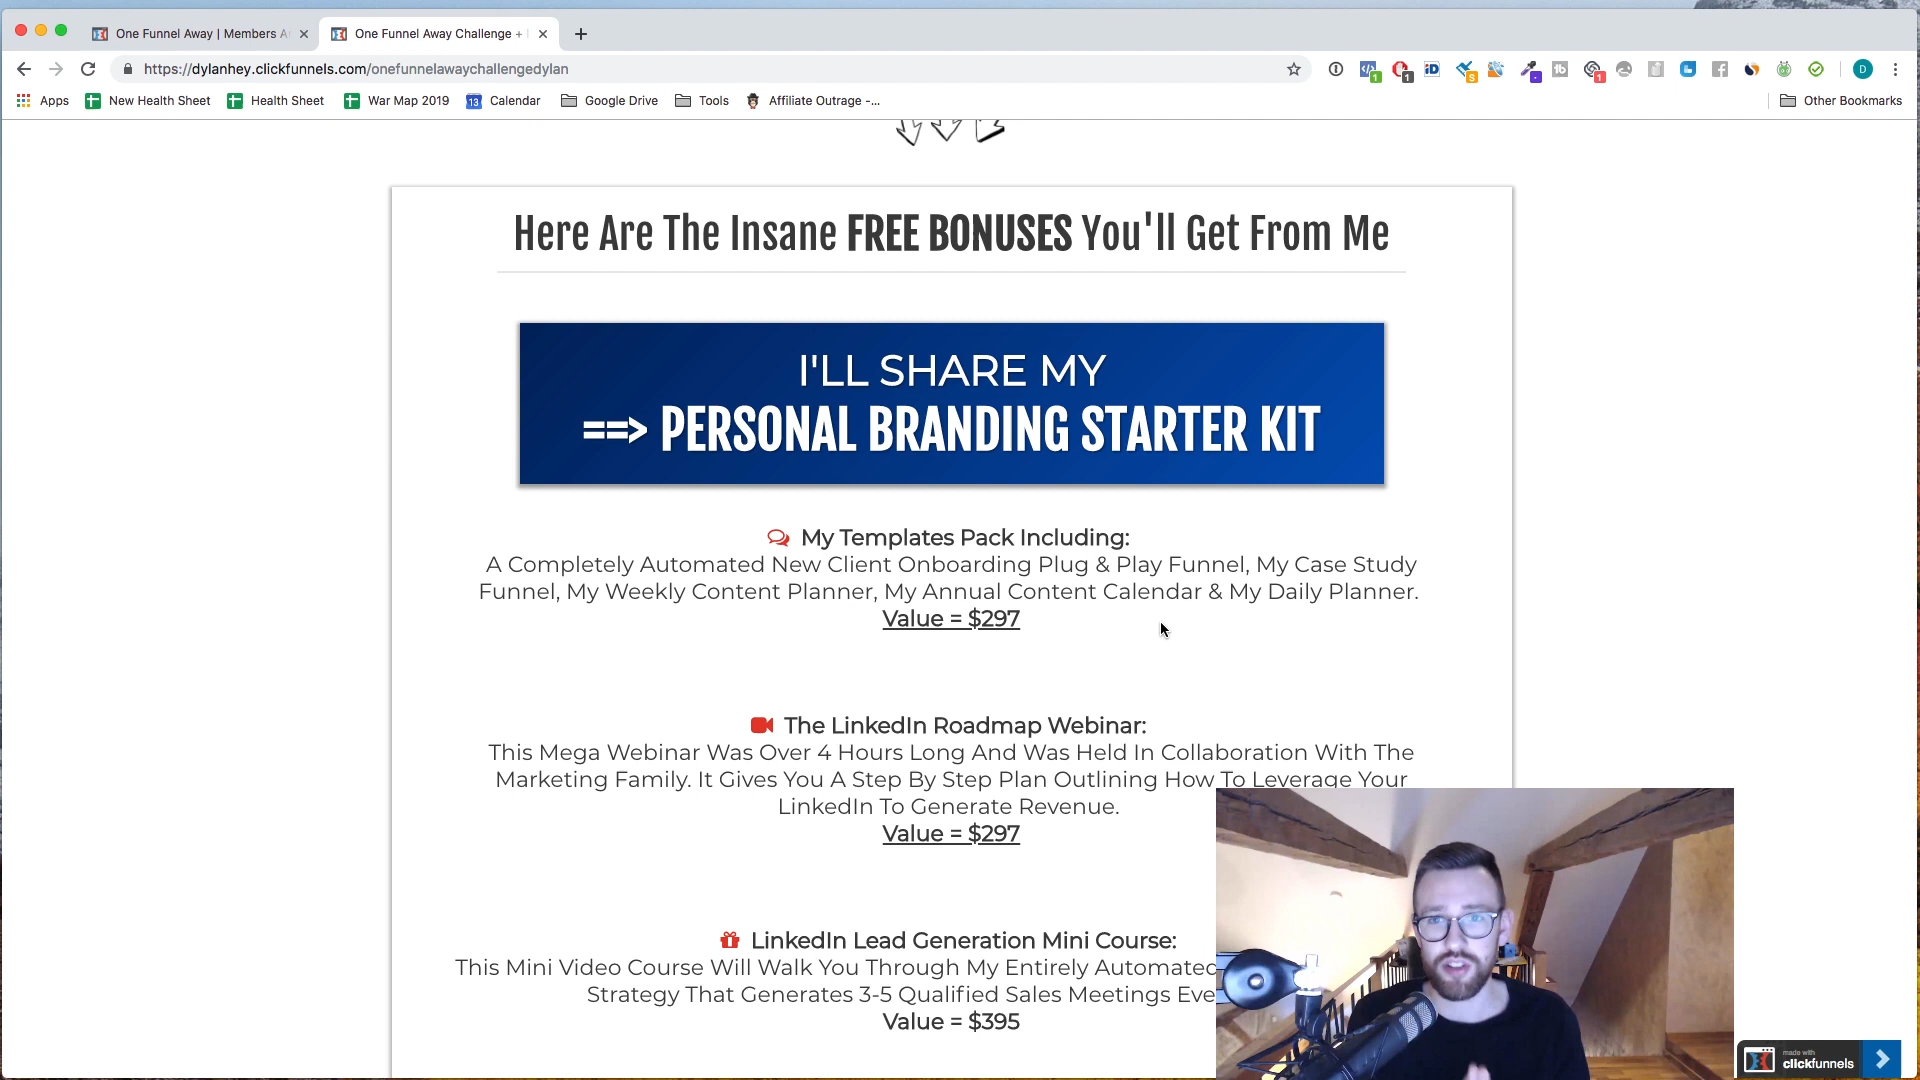 One Funnel Away | Members A
One Funnel Away Challenge +
https://dylanhey.clickfunnels.com/onefunnelawaychallengedylan
Apps
New Health Sheet
Health Sheet
War Map 2019
Calendar
Google Drive
Tools
Affiliate Outrage -...
Other Bookmarks
Here Are The Insane FREE BONUSES You'll Get From Me
I'LL SHARE MY
==> PERSONAL BRANDING STARTER KIT
My Templates Pack Including:
A Completely Automated New Client Onboarding Plug & Play Funnel, My Case Study
Funnel, My Weekly Content Planner, My Annual Content Calendar & My Daily Planner.
Value = $297
The LinkedIn Roadmap Webinar:
This Mega Webinar Was Over 4 Hours Long And Was Held In Collaboration With The
Marketing Family. It Gives You A Step By Step Plan Outlining How To Leverage Your
LinkedIn To Generate Revenue.
Value = $297
LinkedIn Lead Generation Mini Course:
This Mini Video Course Will Walk You Through My Entirely Automated
Strategy That Generates 3-5 Qualified Sales Meetings Eve
Value = $395
made with
clickfunnels